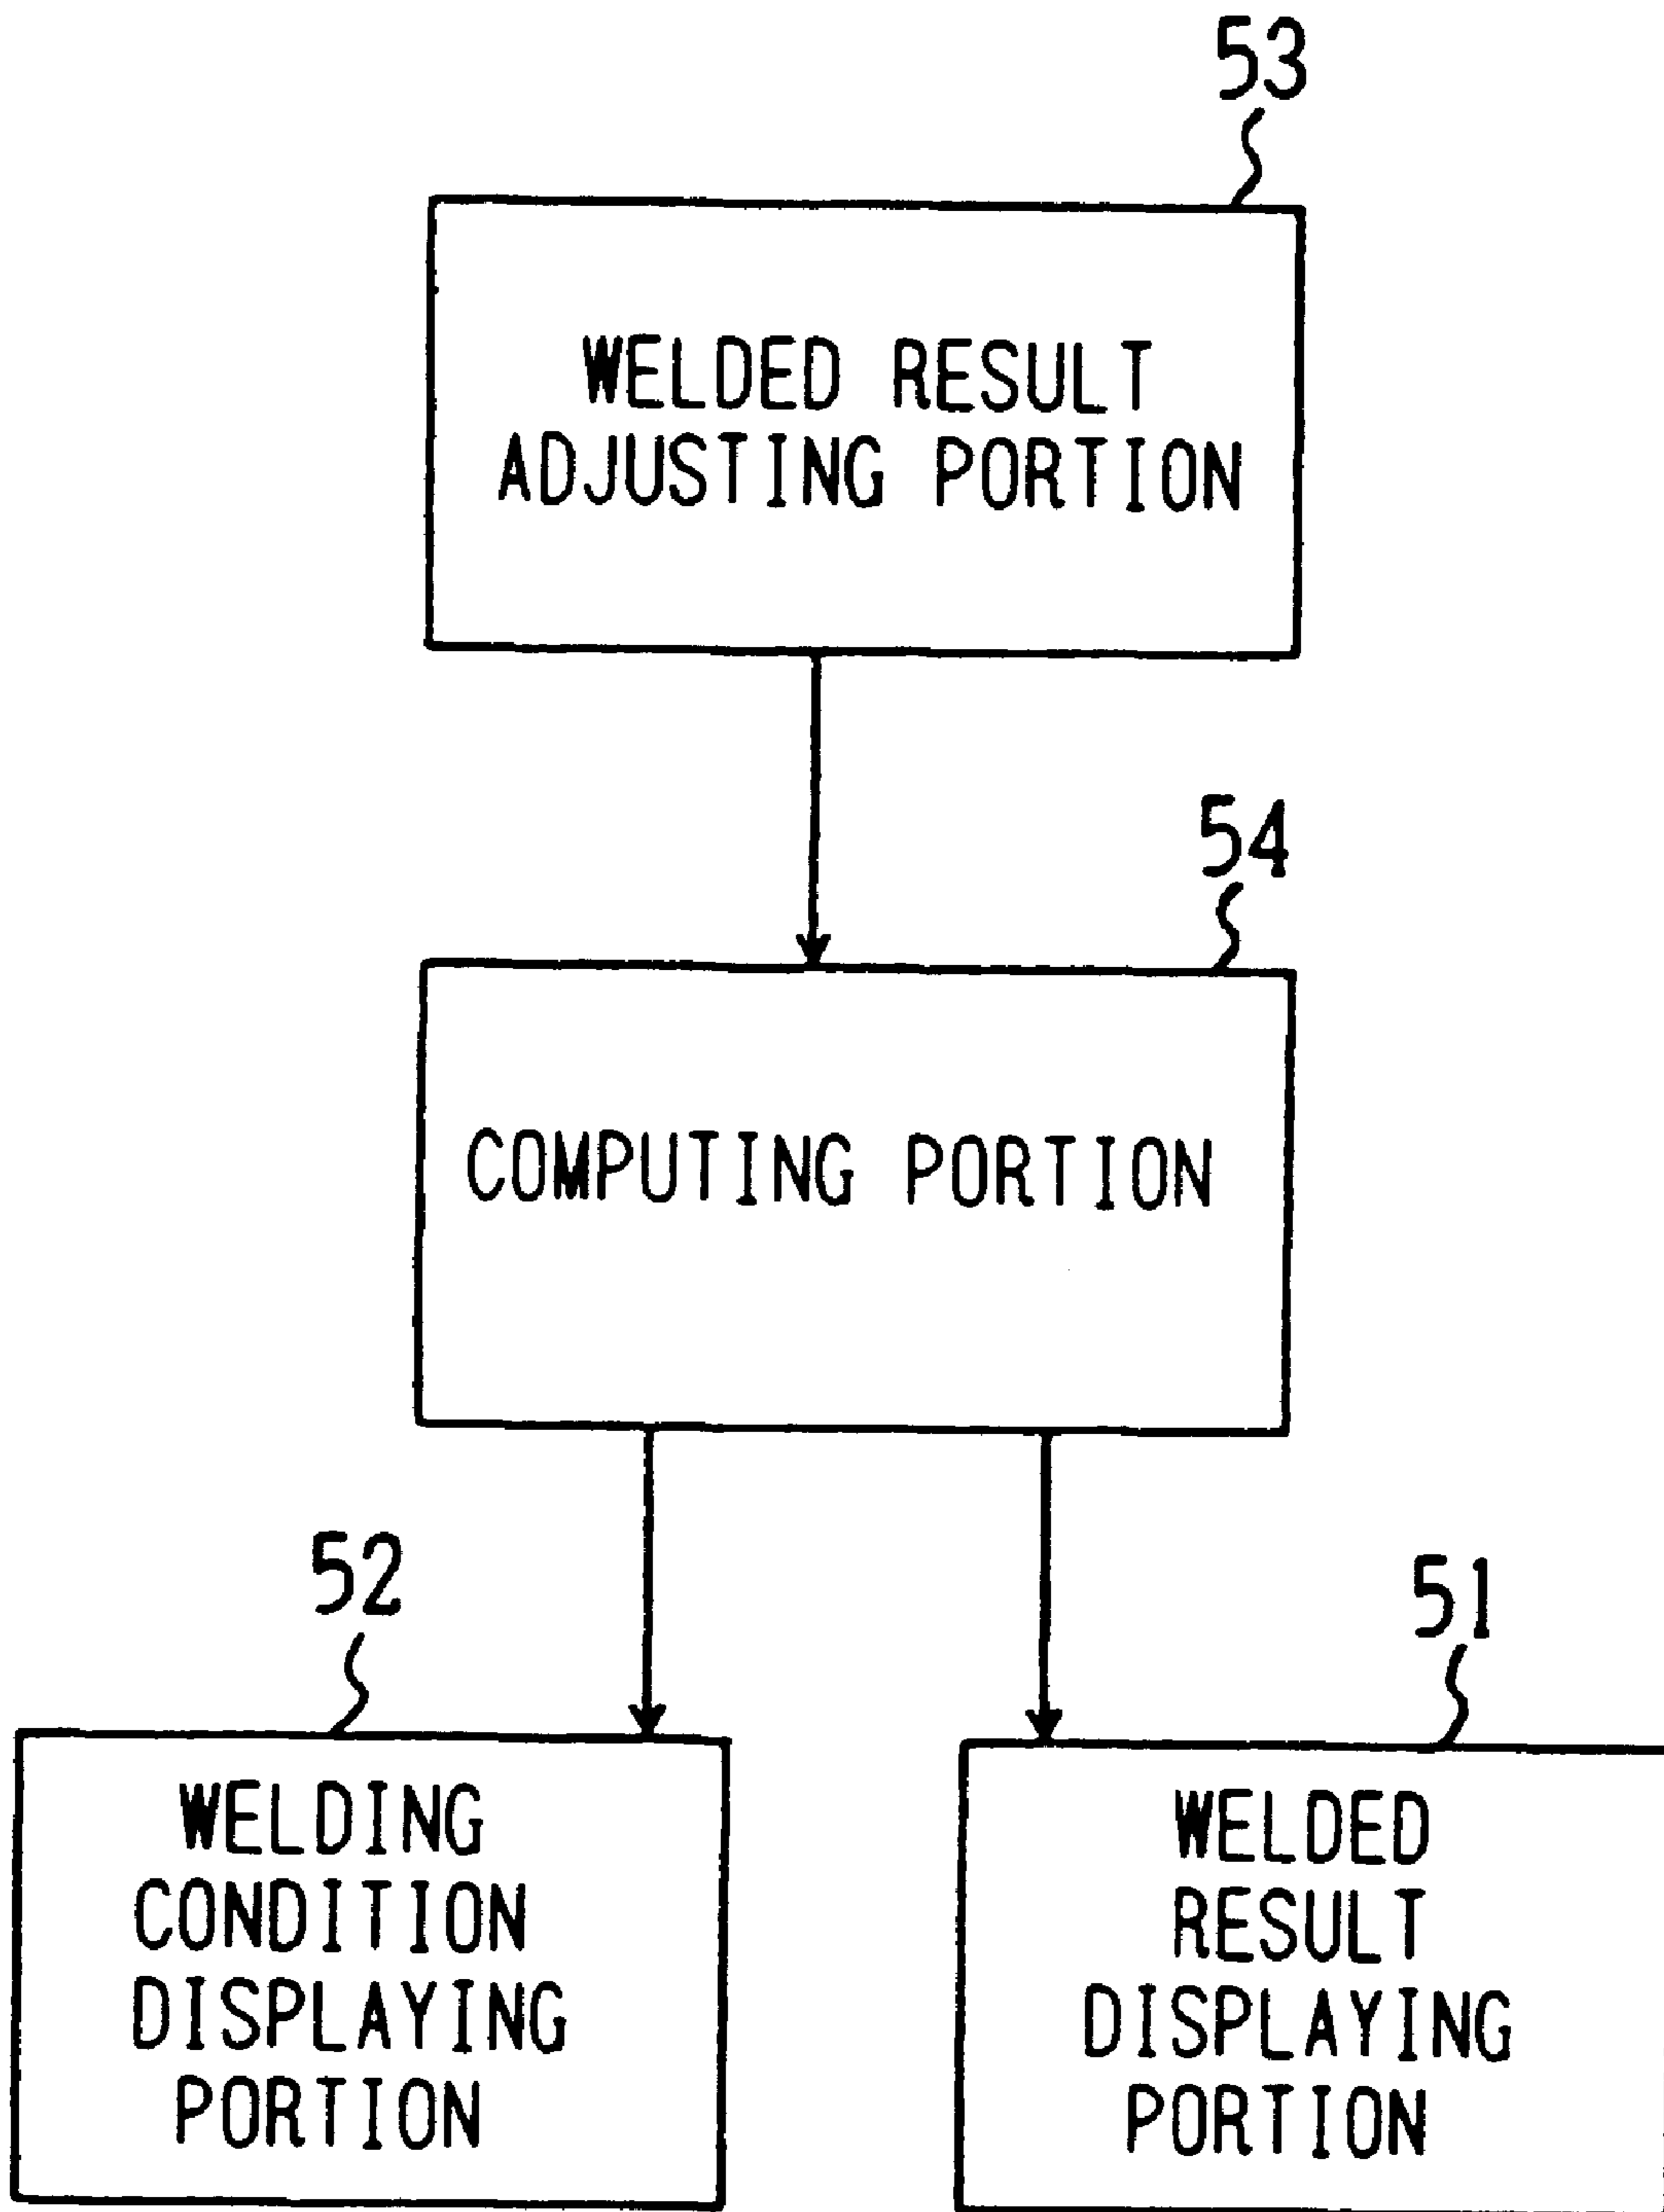 53
WELDED RESULT
ADJUSTING PORTION
54
COMPUTING PORTION
52
WELDING
CONDITION
DISPLAYING
PORTION
51
WELDED
RESULT
DISPLAYING
PORTION